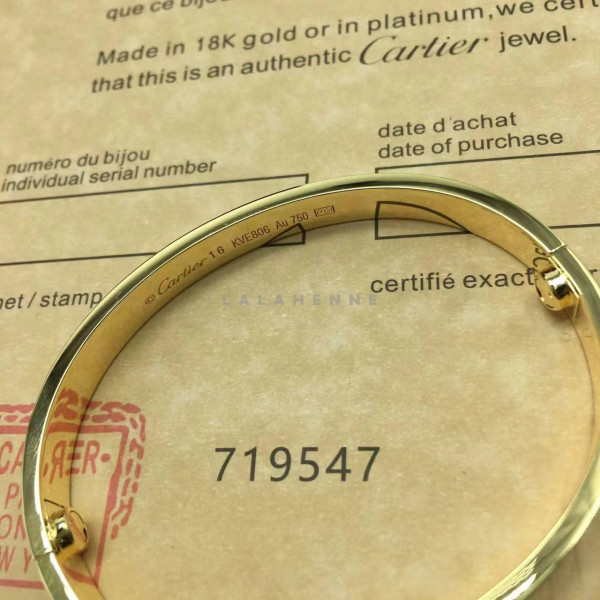 que ce bijou
Made in 18K gold or in platinum, we cert
that this is an authentic Cartier jewel.
numéro du bijou
individual serial number
date d'achat
date of purchase
© Cartier 16 KVE806 Au 750
certifié exact
het / stamp
LALAHENNE
719547